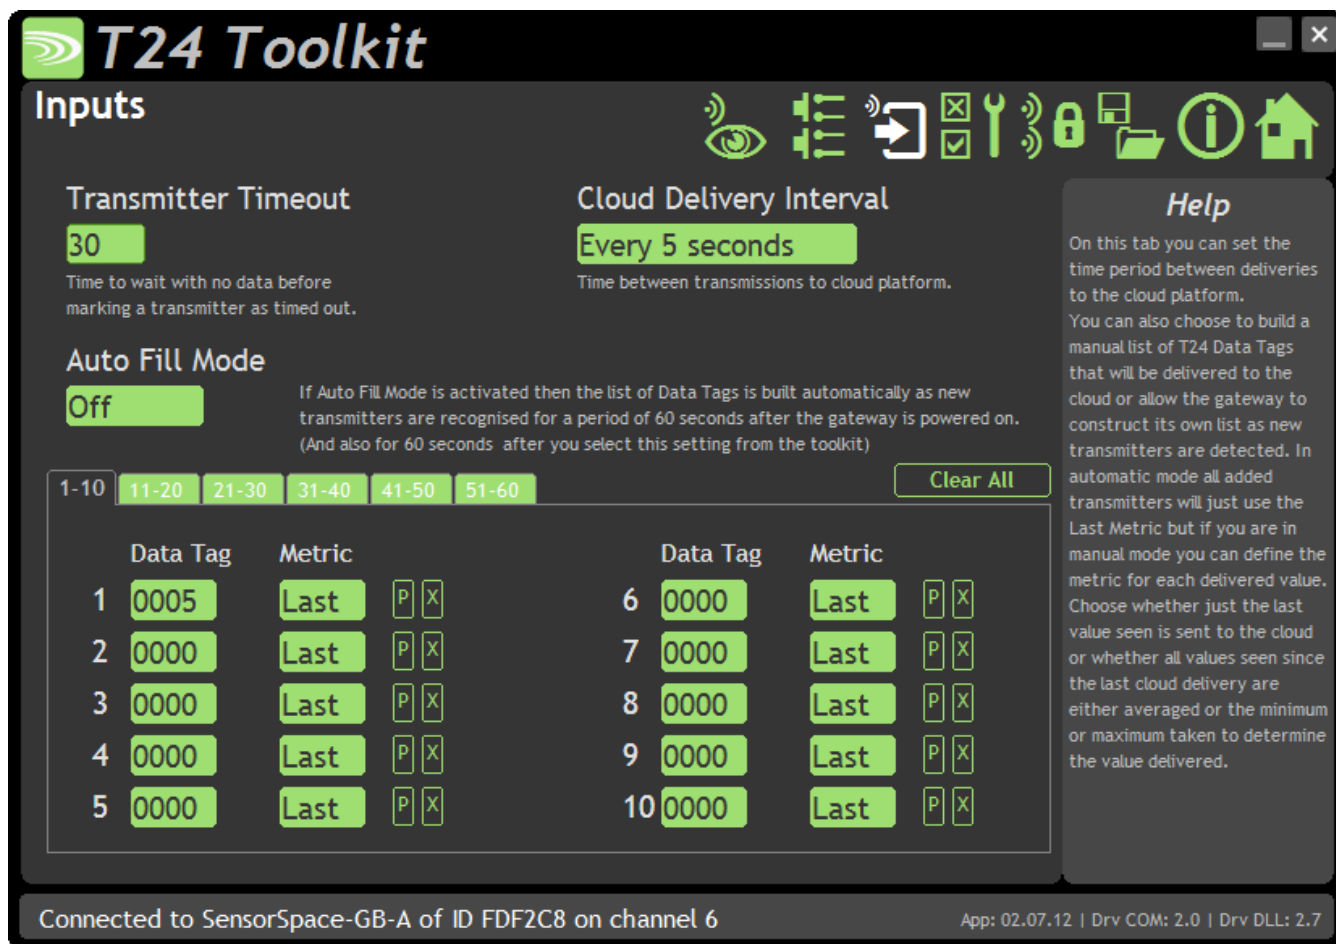 T24 Toolkit
Inputs
Transmitter Timeout
30
Time to wait with no data before
marking a transmitter as timed out.
Cloud Delivery Interval
Every 5 seconds
Time between transmissions to cloud platform.
Auto Fill Mode
Off
If Auto Fill Mode is activated then the list of Data Tags is built automatically as new
transmitters are recognised for a period of 60 seconds after the gateway is powered on.
(And also for 60 seconds after you select this setting from the toolkit)
1-10 11-20 21-30 31-40 41-50 51-60
Clear All
Data Tag Metric
1 0005 Last P X
2 0000 Last P X
3 0000 Last P X
4 0000 Last P X
5 0000 Last P X
Data Tag Metric
6 0000 Last P X
7 0000 Last P X
8 0000 Last P X
9 0000 Last P X
10 0000 Last P X
Help
On this tab you can set the
time period between deliveries
to the cloud platform.
You can also choose to build a
manual list of T24 Data Tags
that will be delivered to the
cloud or allow the gateway to
construct its own list as new
transmitters are detected. In
automatic mode all added
transmitters will just use the
Last Metric but if you are in
manual mode you can define the
metric for each delivered value.
Choose whether just the last
value seen is sent to the cloud
or whether all values seen since
the last cloud delivery are
either averaged or the minimum
or maximum taken to determine
the value delivered.
Connected to SensorSpace-GB-A of ID FDF2C8 on channel 6
App: 02.07.12 | Drv COM: 2.0 | Drv DLL: 2.7